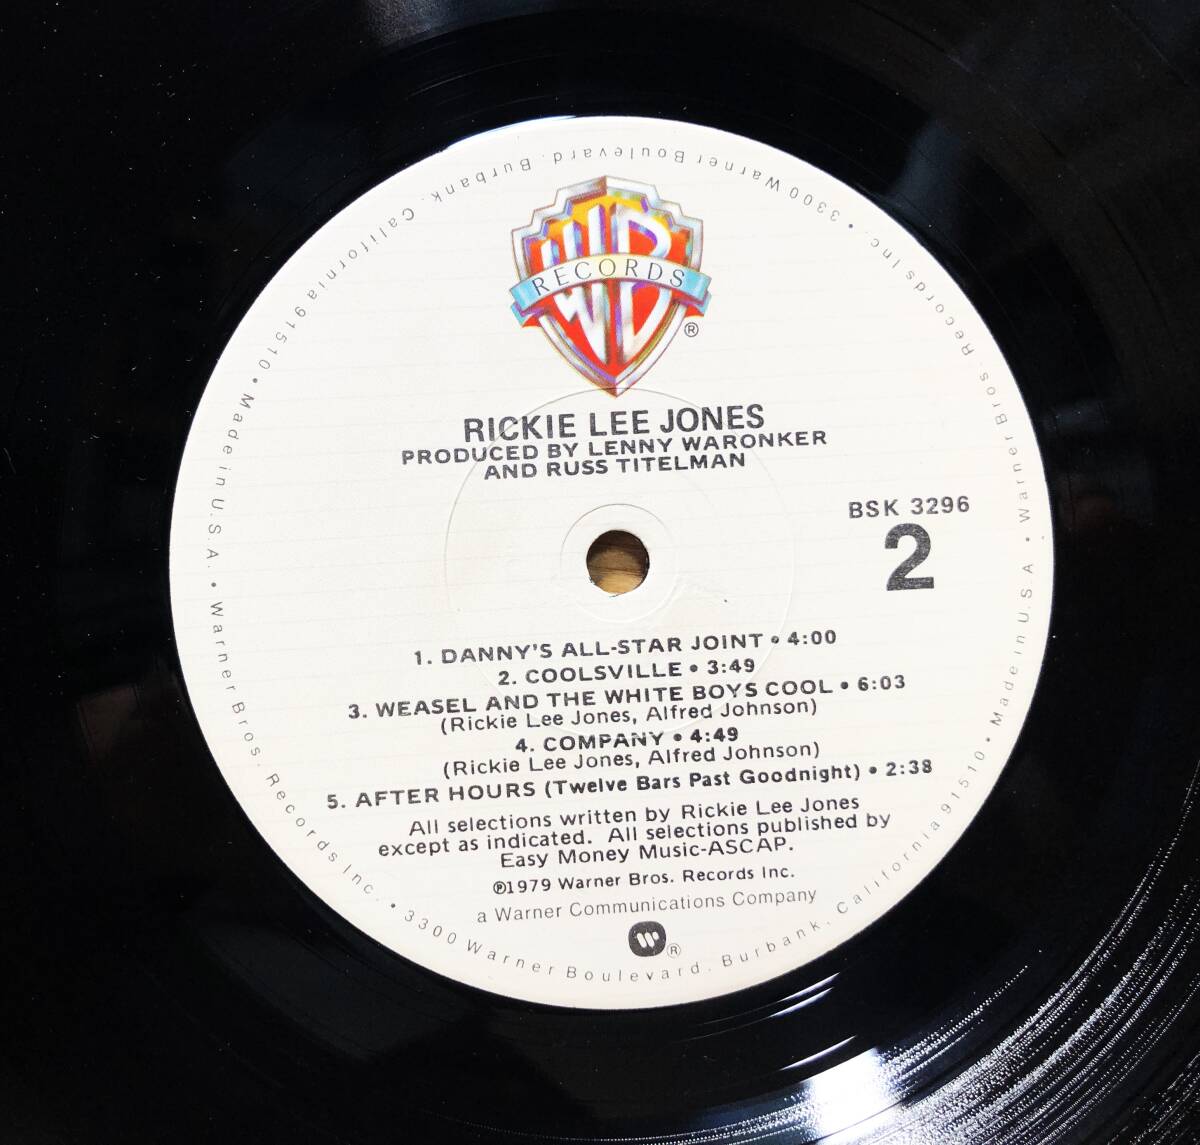 WB
RECORDS
®
RICKIE LEE JONES
PRODUCED BY LENNY WARONKER
AND RUSS TITELMAN
BSK 3296
2
1. DANNY'S ALL-STAR JOINT • 4:00
2. COOLSVILLE • 3:49
3. WEASEL AND THE WHITE BOYS COOL • 6:03
(Rickie Lee Jones, Alfred Johnson)
4. COMPANY • 4:49
(Rickie Lee Jones, Alfred Johnson)
5. AFTER HOURS (Twelve Bars Past Goodnight) • 2:38
All selections written by Rickie Lee Jones
except as indicated. All selections published by
Easy Money Music-ASCAP.
℗1979 Warner Bros. Records Inc.
a Warner Communications Company
W ®
Warner Bros. Records Inc. • 3300 Warner Boulevard. Burbank, California 91510 • Made in U.S.A. • Warner Bros. Records Inc. • 3300 Warner Boulevard. Burbank, California 91510 • Made in U.S.A. •